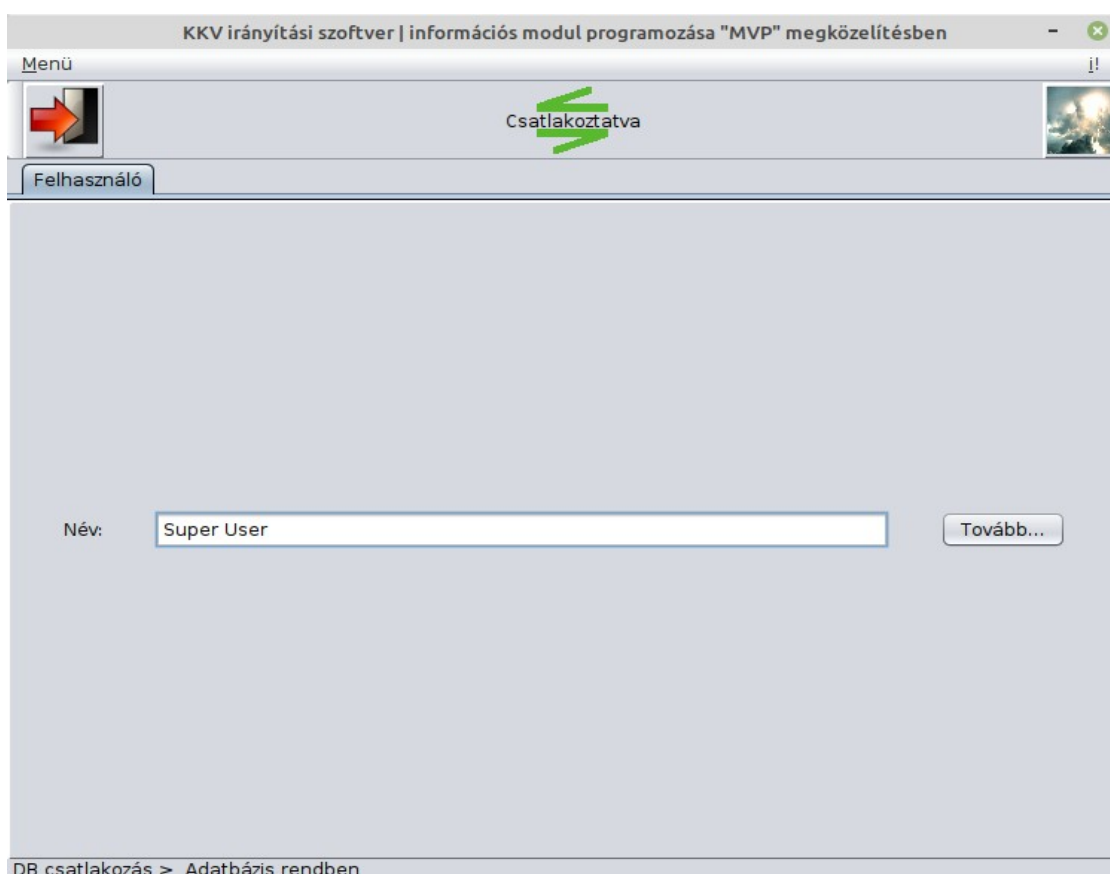 KKV irányítási szoftver | információs modul programozása "MVP" megközelítésben
Menü i!
Csatlakoztatva
Felhasználó
Név: Super User Tovább...
DB csatlakozás > Adatbázis rendben